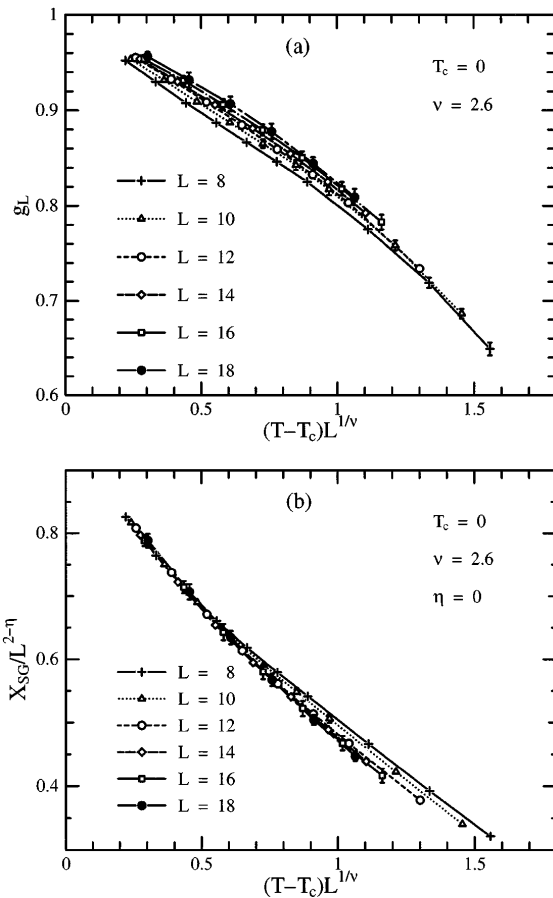 (a)
T_c = 0
ν = 2.6
1
0.9
0.8
0.7
0.6
g_L
L = 8
L = 10
L = 12
L = 14
L = 16
L = 18
0 0.5 1 1.5
(T−T_c)L^{1/ν}
(b)
T_c = 0
ν = 2.6
η = 0
0.8
0.6
0.4
X_SG/L^{2−η}
L = 8
L = 10
L = 12
L = 14
L = 16
L = 18
0 0.5 1 1.5
(T−T_c)L^{1/ν}